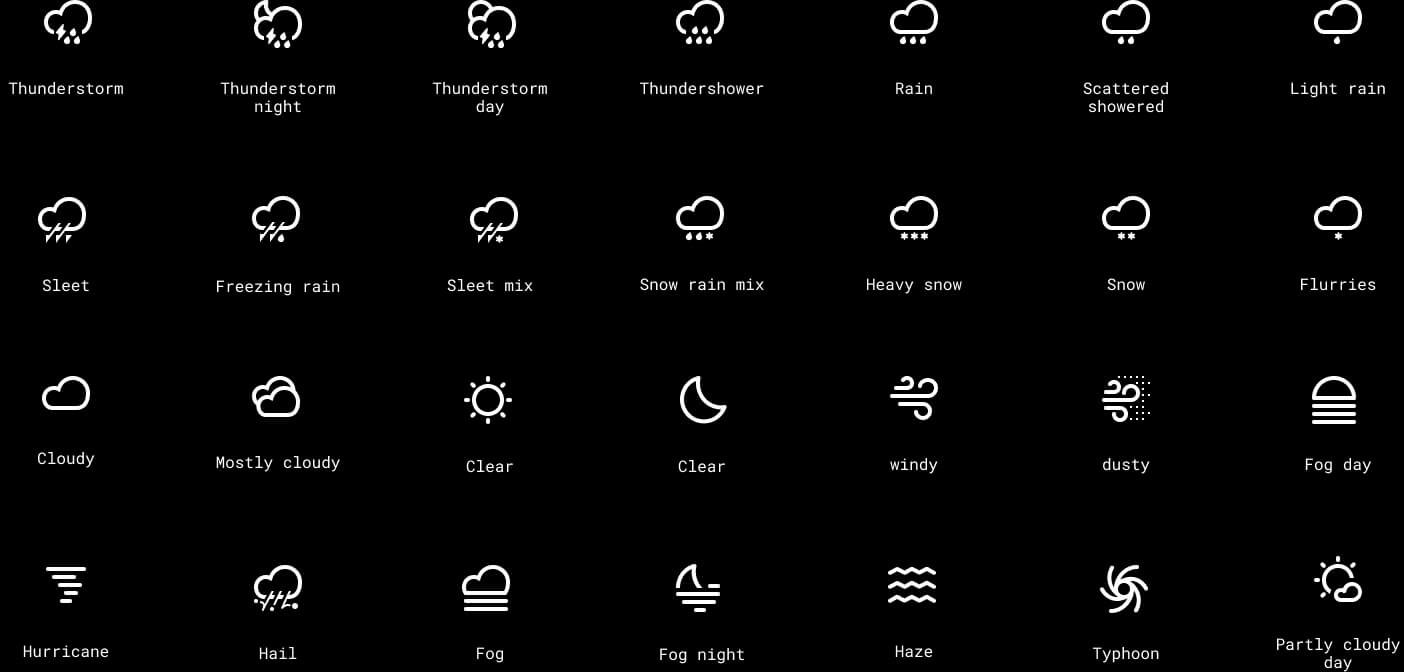 Thunderstorm
Thunderstorm
night
Thunderstorm
day
Thundershower
Rain
Scattered
showered
Light rain
Sleet
Freezing rain
Sleet mix
Snow rain mix
Heavy snow
Snow
Flurries
Cloudy
Mostly cloudy
Clear
Clear
windy
dusty
Fog day
Hurricane
Hail
Fog
Fog night
Haze
Typhoon
Partly cloudy
day